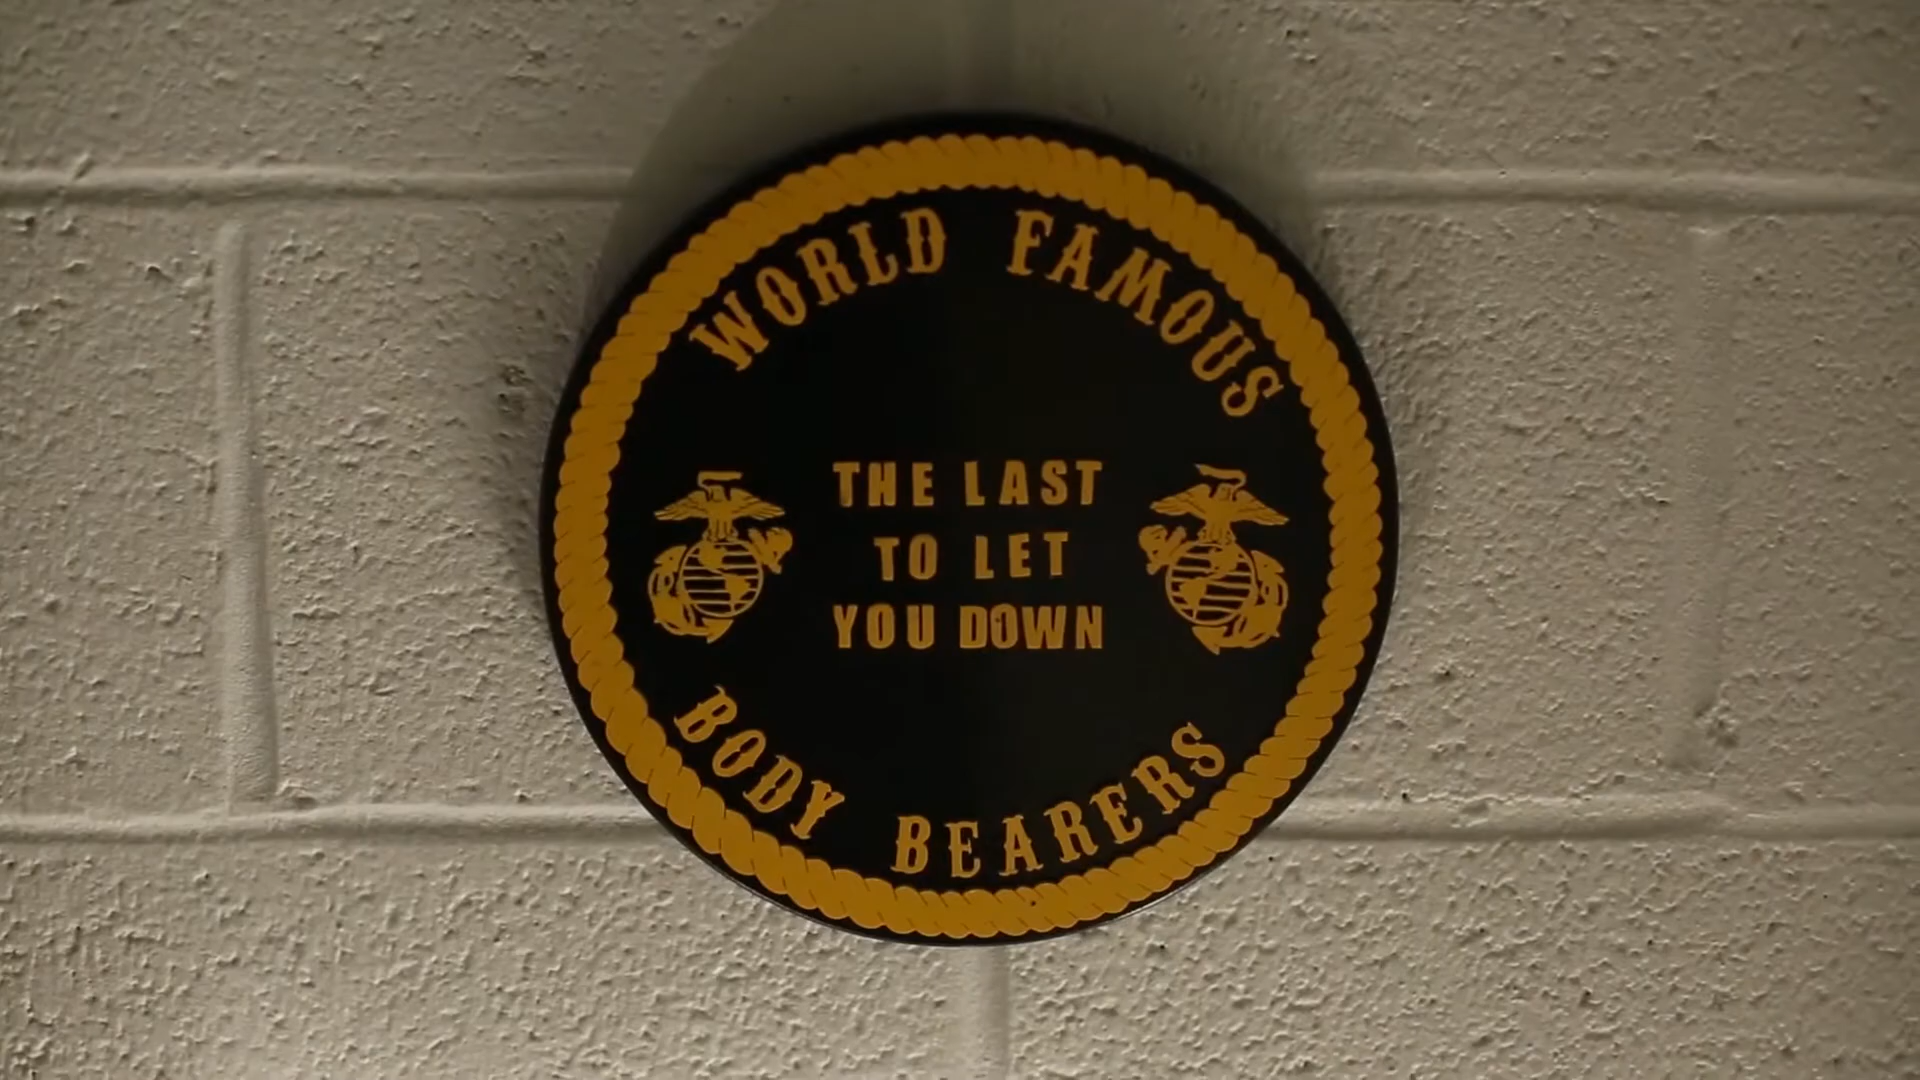 WORLD FAMOUS
THE LAST
TO LET
YOU DOWN
BODY BEARERS